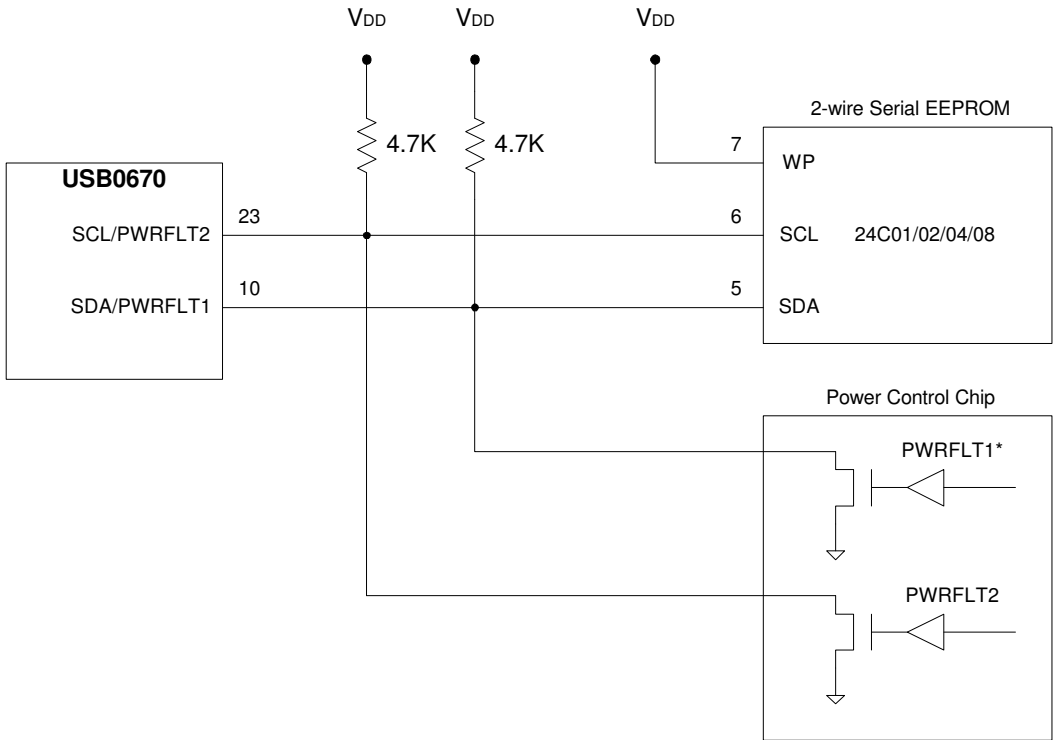 VDD VDD VDD
2-wire Serial EEPROM
4.7K 4.7K
7 WP
USB0670
SCL/PWRFLT2 23 6 SCL 24C01/02/04/08
SDA/PWRFLT1 10 5 SDA
Power Control Chip
PWRFLT1*
PWRFLT2